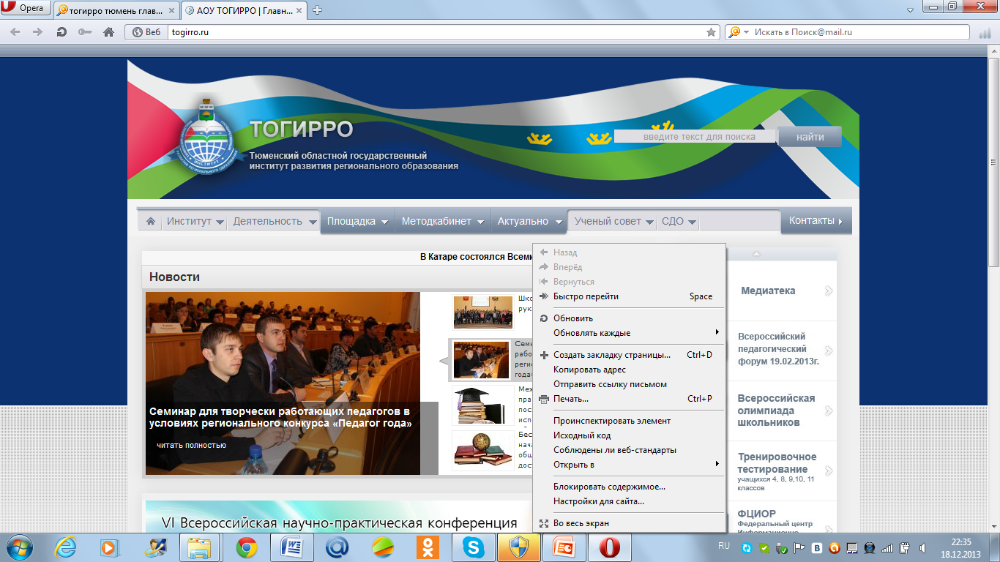 Opera
тогирро тюмень глав...
АОУ ТОГИРРО | Главн...
Веб
togirro.ru
Искать в Поиск@mail.ru
ТОГИРРО
Тюменский областной государственный
институт развития регионального образования
введите текст для поиска
найти
Институт
Деятельность
Площадка
Методкабинет
Актуально
Ученый совет
СДО
Контакты
В Катаре состоялся Всеми
Новости
Семинар для творчески работающих педагогов в
условиях регионального конкурса «Педагог года»
читать полностью
Шко
рук
Семи
рабо
реги
года»
Меж
пра
пос
исп
Бес
нача
общ
дост
VI Всероссийская научно-практическая конференция
Назад
Вперёд
Вернуться
Быстро перейти Space
Обновить
Обновлять каждые
Создать закладку страницы... Ctrl+D
Копировать адрес
Отправить ссылку письмом
Печать... Ctrl+P
Проинспектировать элемент
Исходный код
Соблюдены ли веб-стандарты
Открыть в
Блокировать содержимое...
Настройки для сайта...
Во весь экран
Медиатека
Всероссийский
педагогический
форум 19.02.2013г.
Всероссийская
олимпиада
школьников
Тренировочное
тестирование
учащихся 4, 8, 9,10, 11
классов
ФЦИОР
Федеральный центр
RU
22:35
18.12.2013